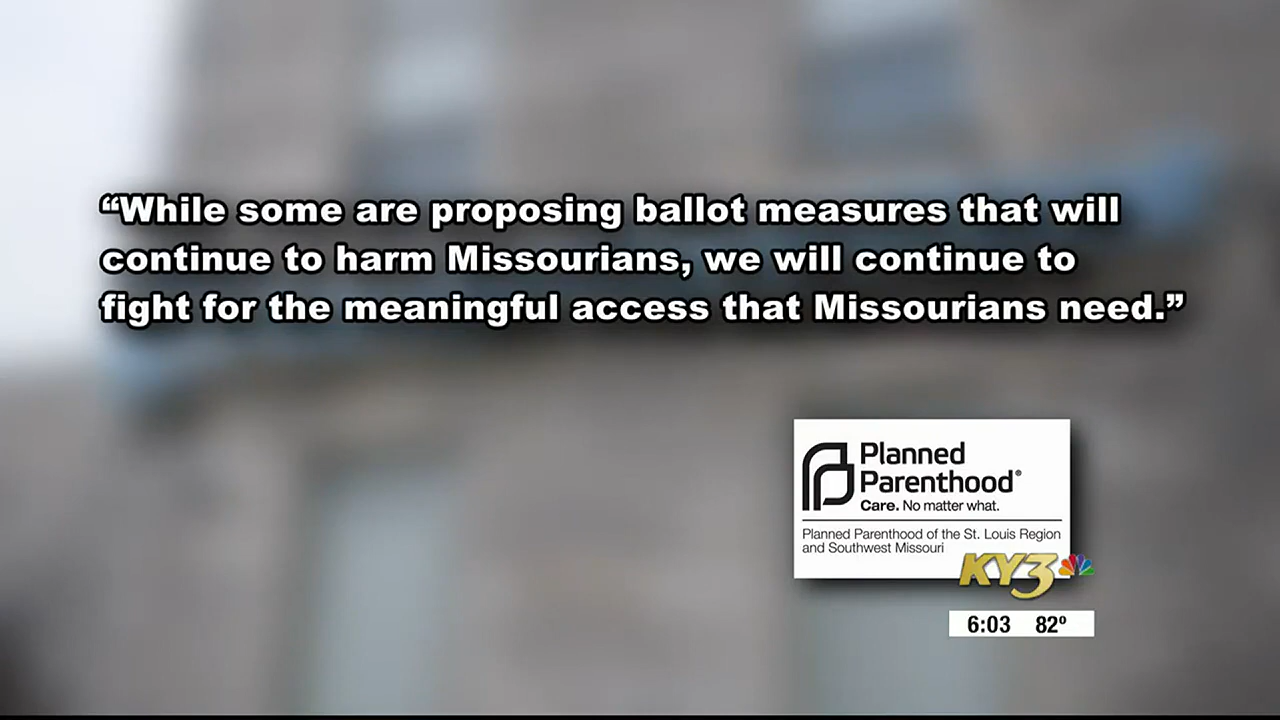 “While some are proposing ballot measures that will
continue to harm Missourians, we will continue to
fight for the meaningful access that Missourians need.”
Planned
Parenthood®
Care. No matter what.
Planned Parenthood of the St. Louis Region
and Southwest Missouri
KY3
6:03 82º